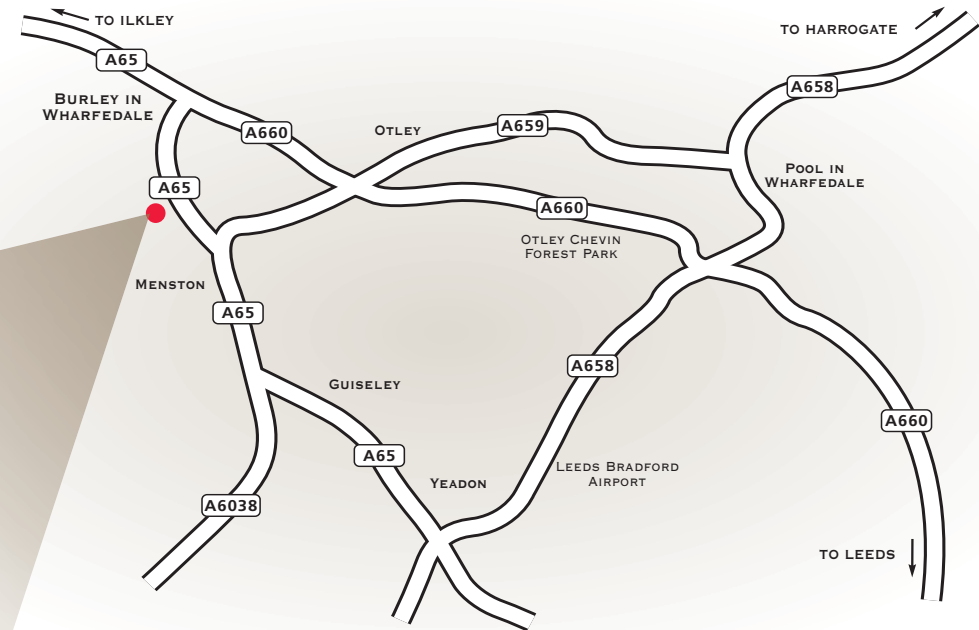 TO ILKLEY
TO HARROGATE
A65
A658
BURLEY IN
WHARFEDALE
A660
OTLEY
A659
POOL IN
WHARFEDALE
A65
A660
OTLEY CHEVIN
FOREST PARK
MENSTON
A65
A658
GUISELEY
A660
A65
YEADON
LEEDS BRADFORD
AIRPORT
A6038
TO LEEDS